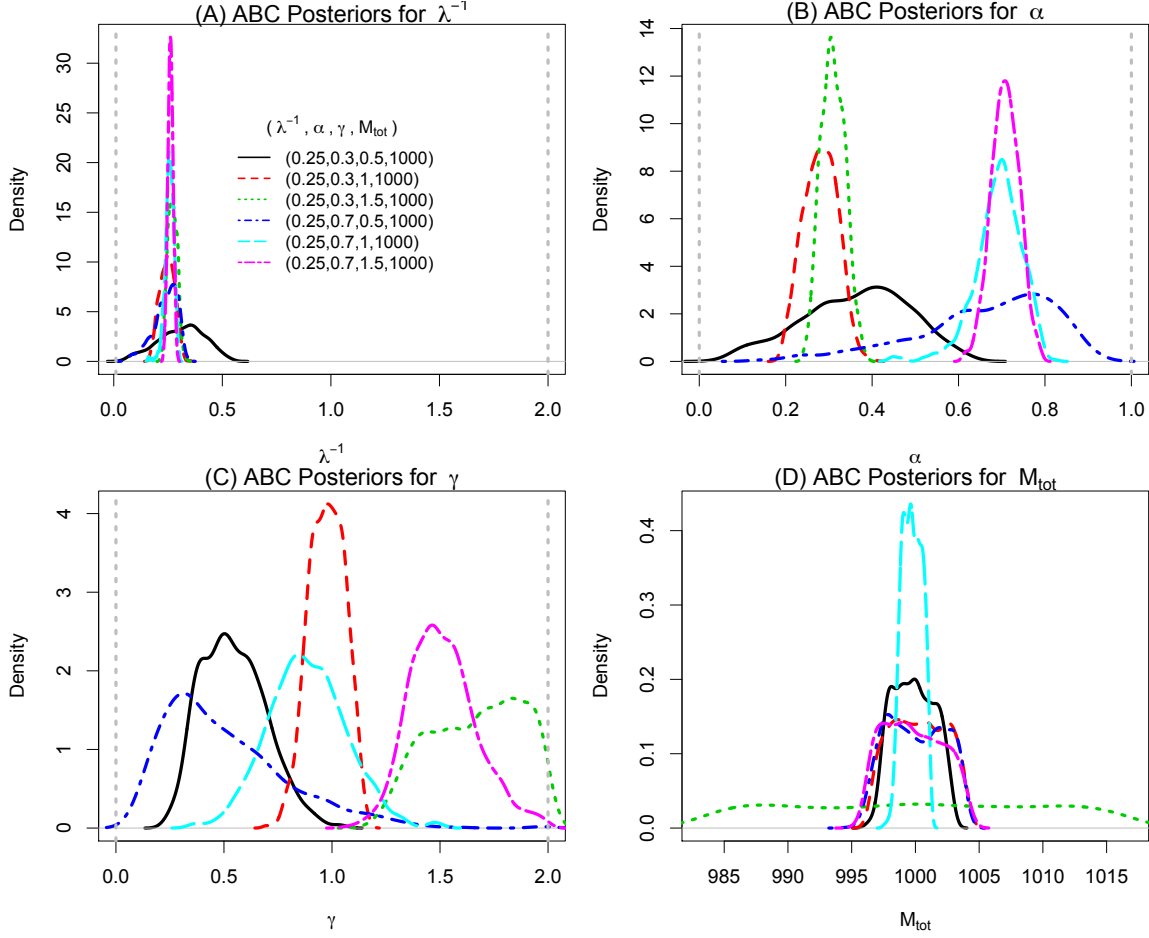 (A) ABC Posteriors for λ⁻¹
Density
0 5 10 15 20 25 30
(λ⁻¹, α, γ, Mtot)
(0.25,0.3,0.5,1000)
(0.25,0.3,1,1000)
(0.25,0.3,1.5,1000)
(0.25,0.7,0.5,1000)
(0.25,0.7,1,1000)
(0.25,0.7,1.5,1000)
0.0 0.5 1.0 1.5 2.0
λ⁻¹
(B) ABC Posteriors for α
Density
0 2 4 6 8 10 12 14
0.0 0.2 0.4 0.6 0.8 1.0
α
(C) ABC Posteriors for γ
Density
0 1 2 3 4
0.0 0.5 1.0 1.5 2.0
γ
(D) ABC Posteriors for Mtot
Density
0.0 0.1 0.2 0.3 0.4
985 990 995 1000 1005 1010 1015
Mtot